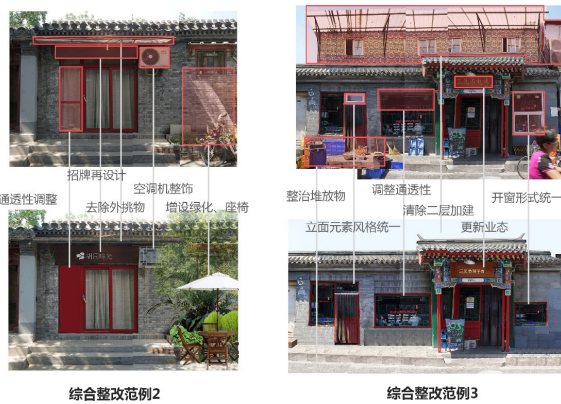 招牌再设计
空调机整饰
通透性调整
去除外挑物
增设绿化、座椅
整治堆放物
调整通透性
开窗形式统一
清除二层加建
立面元素风格统一
更新业态
综合整改范例2
综合整改范例3